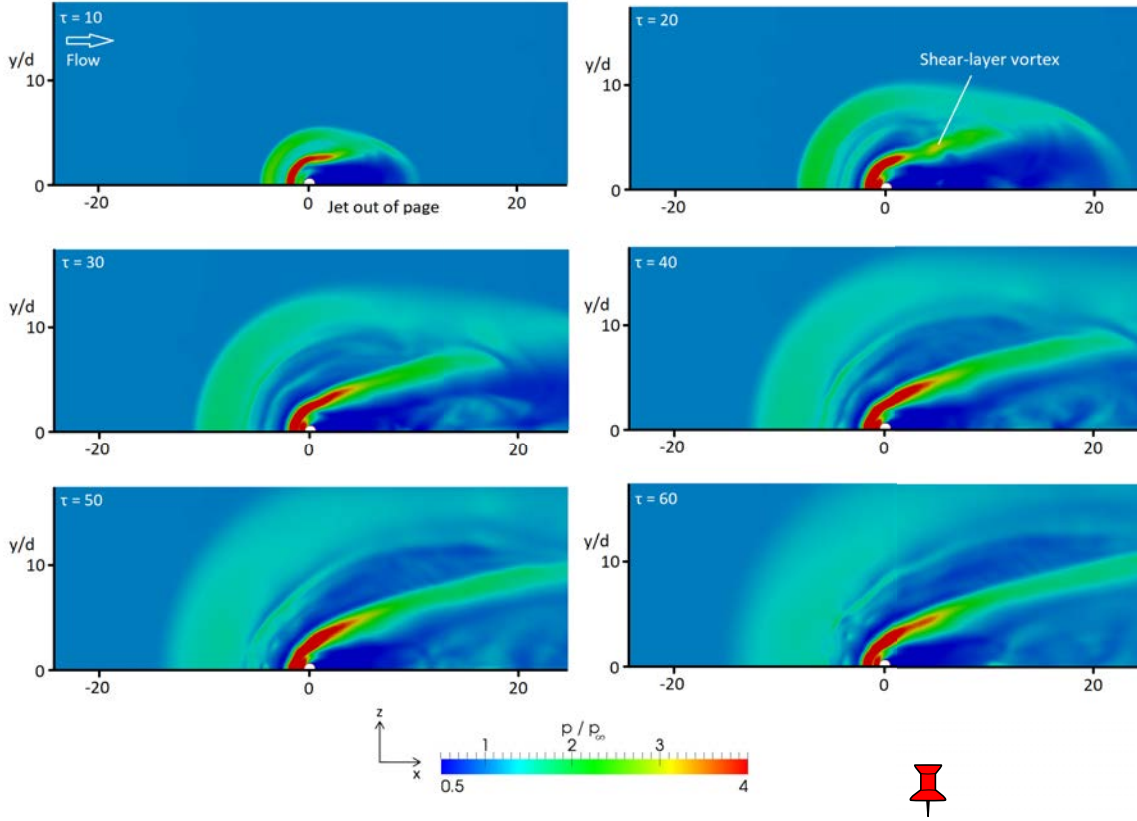 τ = 10
Flow
y/d
10
0
-20
0
20
Jet out of page
τ = 20
Shear-layer vortex
y/d
10
0
-20
0
20
τ = 30
y/d
10
0
-20
0
20
τ = 40
y/d
10
0
-20
0
20
τ = 50
y/d
10
0
-20
0
20
τ = 60
y/d
10
0
-20
0
20
z
x
p / p∞
1 2 3
0.5 4